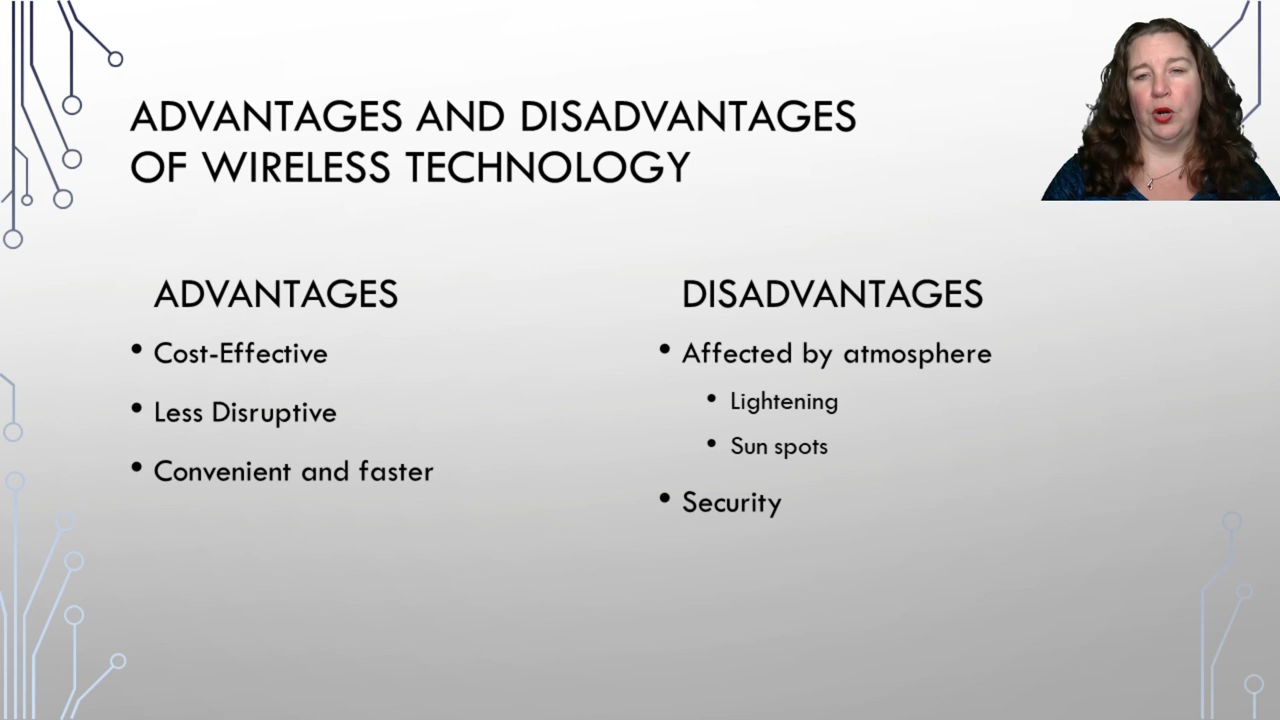 ADVANTAGES AND DISADVANTAGES
OF WIRELESS TECHNOLOGY
ADVANTAGES
• Cost-Effective
• Less Disruptive
• Convenient and faster
DISADVANTAGES
• Affected by atmosphere
• Lightening
• Sun spots
• Security